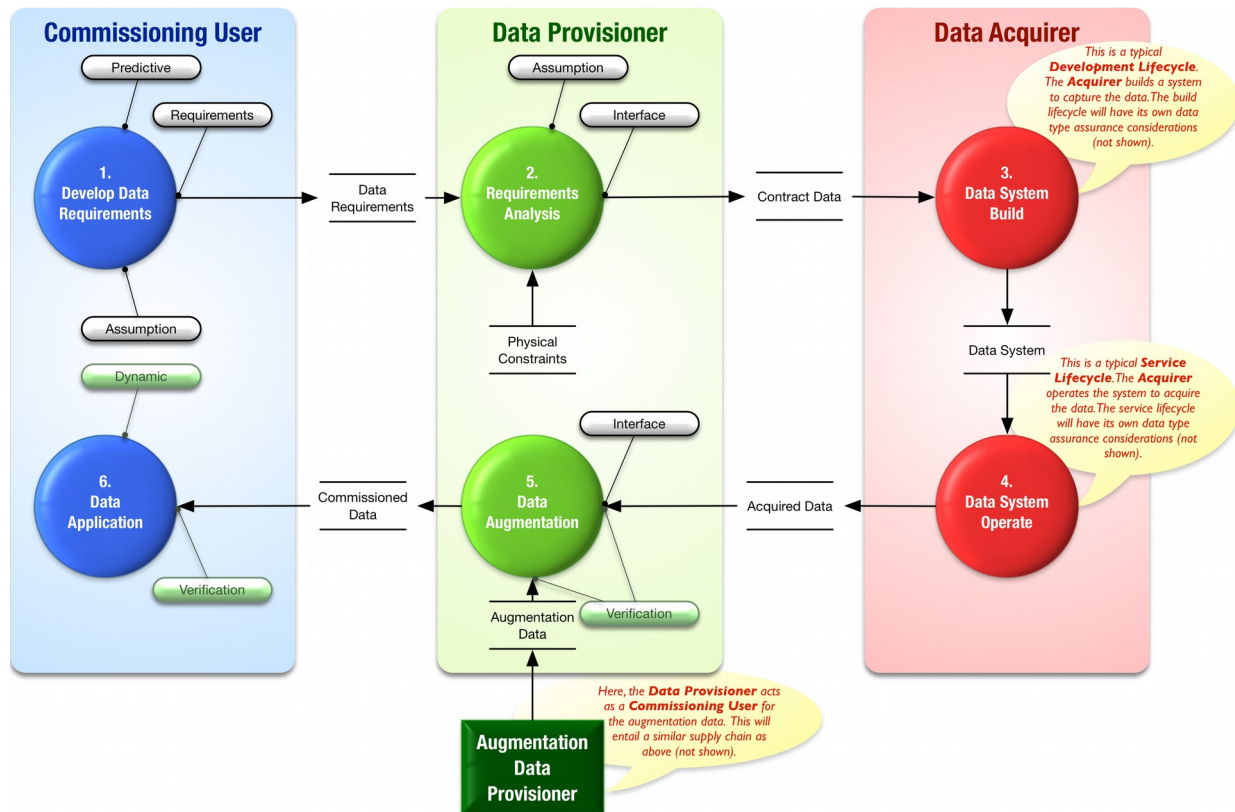 Commissioning User
Data Provisioner
Data Acquirer
Predictive
Requirements
1.
Develop Data
Requirements
Assumption
Data
Requirements
Assumption
Interface
2.
Requirements
Analysis
Physical
Constraints
Contract Data
This is a typical
Development Lifecycle.
The Acquirer builds a system
to capture the data. The build
lifecycle will have its own data
type assurance considerations
(not shown).
3.
Data System
Build
Data System
This is a typical Service
Lifecycle. The Acquirer
operates the system to acquire
the data. The service lifecycle
will have its own data type
assurance considerations (not
shown).
4.
Data System
Operate
Acquired Data
Interface
5.
Data
Augmentation
Verification
Augmentation
Data
Commissioned
Data
Dynamic
6.
Data
Application
Verification
Here, the Data Provisioner acts
as a Commissioning User for
the augmentation data. This will
entail a similar supply chain as
above (not shown).
Augmentation
Data
Provisioner